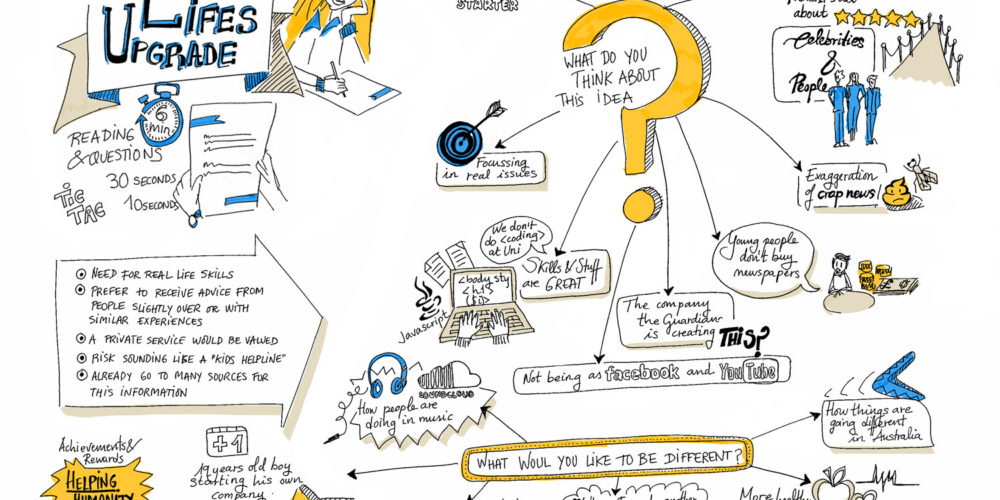 LIFES
UPGRADE
6
min
READING
& QUESTIONS
30 SECONDS
10 SECONDS
TIC
TAC
NEED FOR REAL LIFE SKILLS
PREFER TO RECEIVE ADVICE FROM
PEOPLE SLIGHTLY OVER OR WITH
SIMILAR EXPERIENCES
A PRIVATE SERVICE WOULD BE VALUED
RISK SOUNDING LIKE A "KIDS HELPLINE"
ALREADY GO TO MANY SOURCES FOR
THIS INFORMATION
Achievements &
Rewards
HELPING
HUMANITY
+1
19 years old boy
starting his own
company.
STARTER
WHAT DO YOU
THINK ABOUT
THIS IDEA
Focussing
in real issues
about
Celebrities
&
People
Exaggeration
of crap news!
We don't
do <coding>
at Uni
Skills & Stuff
are GREAT
<body sty
<h1
Javascript
Young people
don't buy
newspapers
£ €
The company
the Guardian
is creating
THIS?
Not being as facebook and YouTube
SOUNDCLOUD
How people are
doing in music
How things are
going different
in Australia
WHAT WOUL YOU LIKE TO BE DIFFERENT?
More healthy